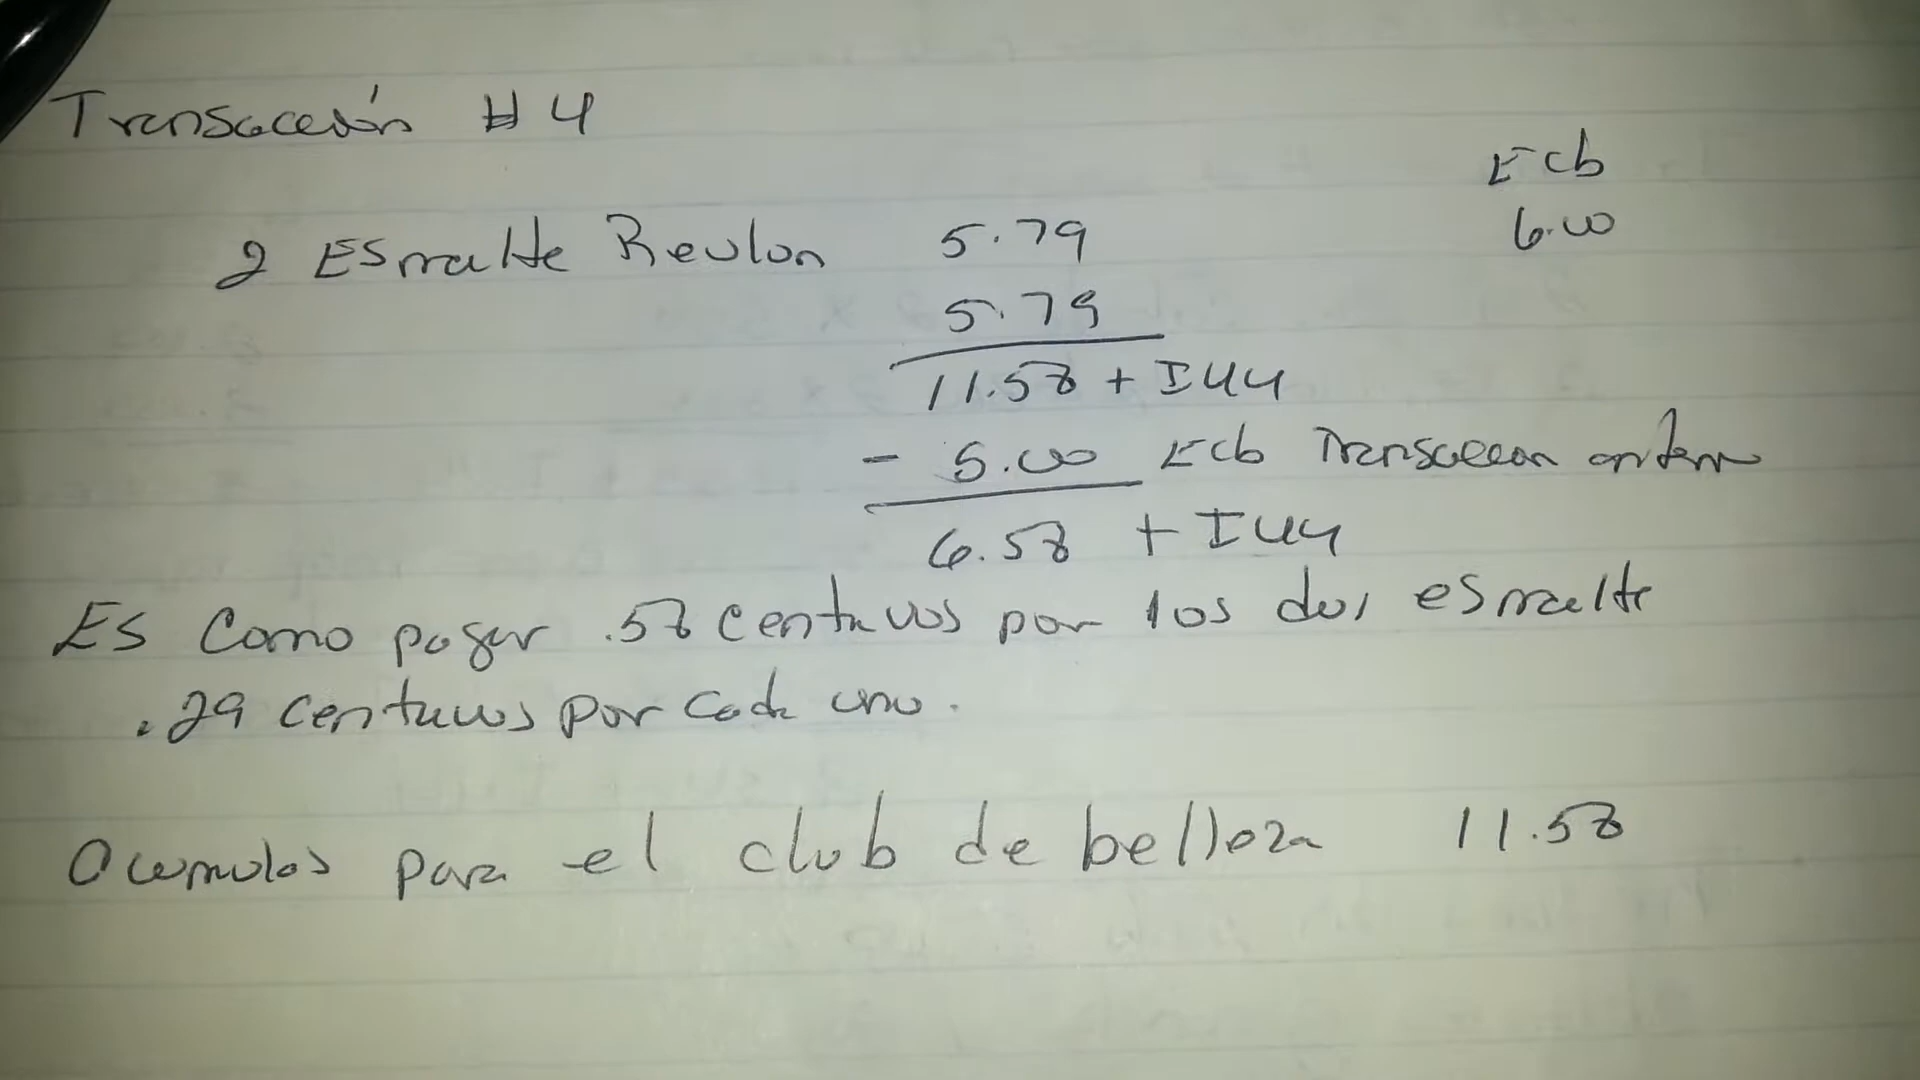 Transacción #4
Ecb
6.00
2 Esmalte Revlon 5.79
5.79
11.58 + IUU
- 5.00 Ecb Transaccion anterior
6.58 + IUU
Es Como pagar .58 centavos por los dos esmalte
.29 centavos por cada uno.
Acumulas para el club de belleza 11.58